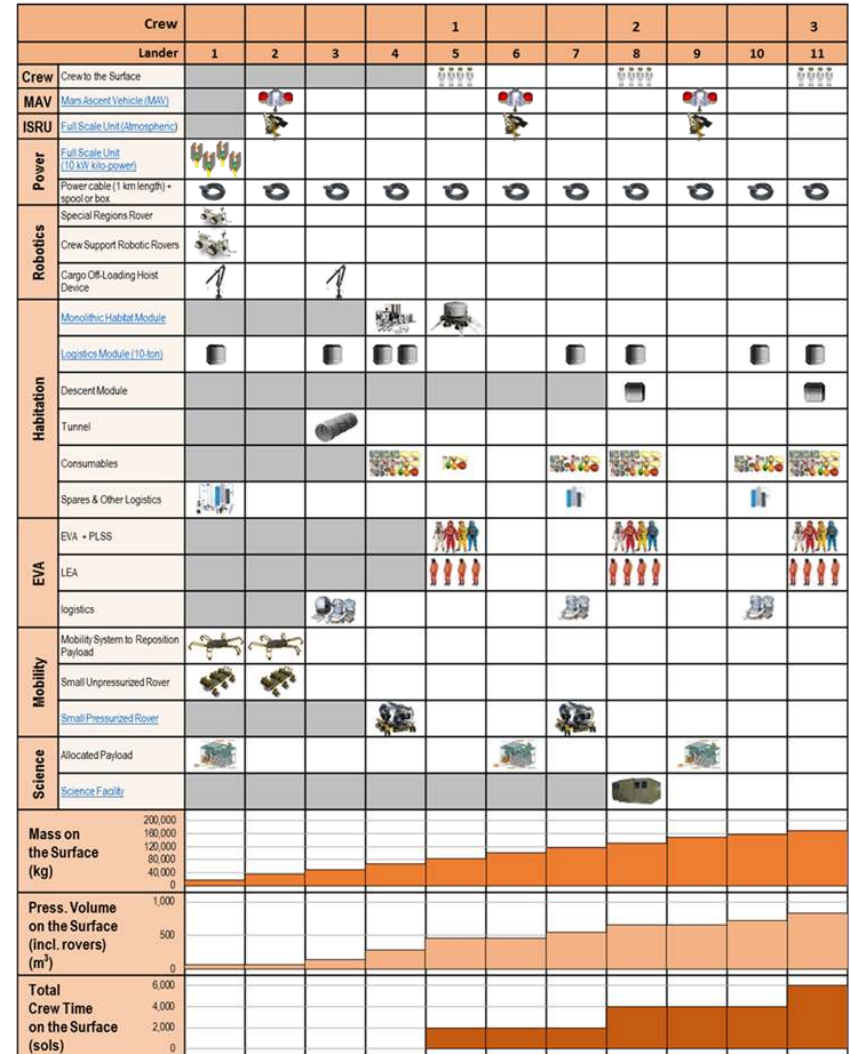 Crew 1 2 3
Lander 1 2 3 4 5 6 7 8 9 10 11
Crew
Crew to the Surface
MAV
Mars Ascent Vehicle (MAV)
ISRU
Full Scale Unit (Atmospheric)
Power
Full Scale Unit
(10 kW kilo-power)
Power cable (1 km length) +
spool or box
Robotics
Special Regions Rover
Crew Support Robotic Rovers
Cargo Off-Loading Hoist
Device
Habitation
Monolithic Habitat Module
Logistics Module (10-ton)
Descent Module
Tunnel
Consumables
Spares & Other Logistics
EVA
EVA + PLSS
LEA
logistics
Mobility
Mobility System to Reposition
Payload
Small Unpressurized Rover
Small Pressurized Rover
Science
Allocated Payload
Science Facility
Mass on
the Surface
(kg)
200,000
160,000
120,000
80,000
40,000
0
Press. Volume
on the Surface
(incl. rovers)
(m³)
1,000
500
0
Total
Crew Time
on the Surface
(sols)
6,000
4,000
2,000
0